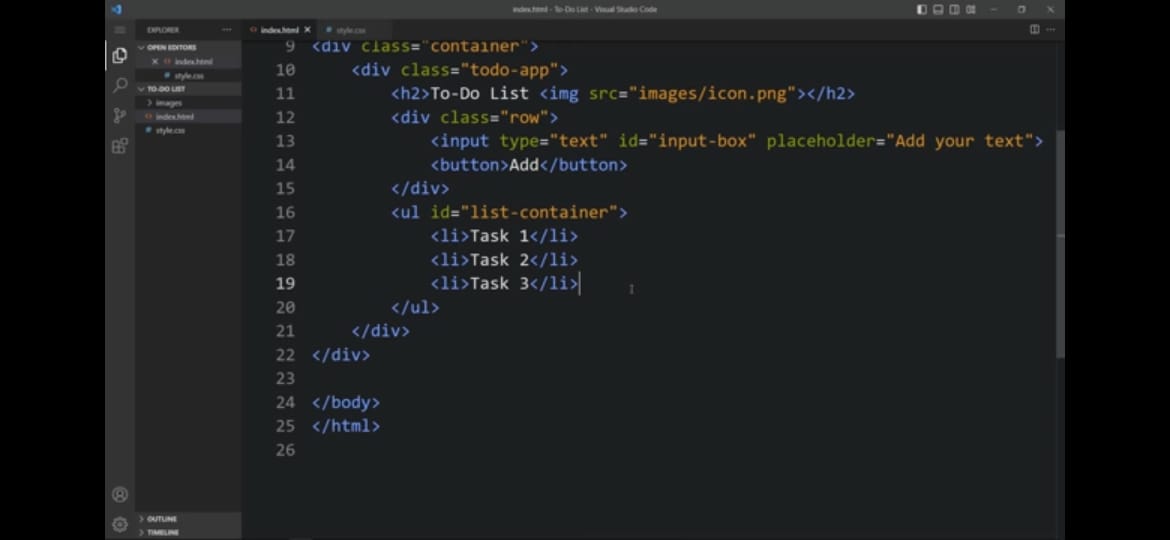 index.html - To-Do List - Visual Studio Code
EXPLORER
OPEN EDITORS
index.html
style.css
TO-DO LIST
images
index.html
style.css
OUTLINE
TIMELINE
index.html style.css
9 <div class="container">
10 <div class="todo-app">
11 <h2>To-Do List <img src="images/icon.png"></h2>
12 <div class="row">
13 <input type="text" id="input-box" placeholder="Add your text">
14 <button>Add</button>
15 </div>
16 <ul id="list-container">
17 <li>Task 1</li>
18 <li>Task 2</li>
19 <li>Task 3</li>
20 </ul>
21 </div>
22 </div>
23
24 </body>
25 </html>
26